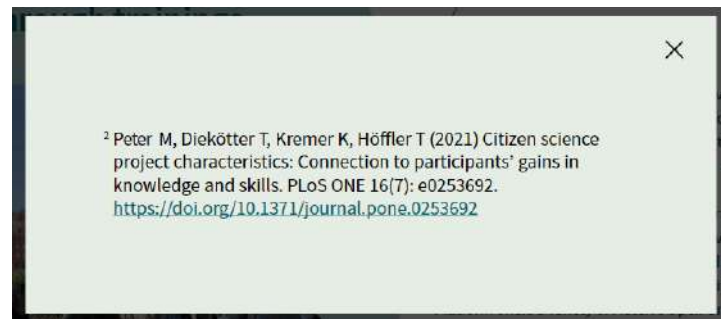 ² Peter M, Diekötter T, Kremer K, Höffler T (2021) Citizen science
project characteristics: Connection to participants' gains in
knowledge and skills. PLoS ONE 16(7): e0253692.
https://doi.org/10.1371/journal.pone.0253692